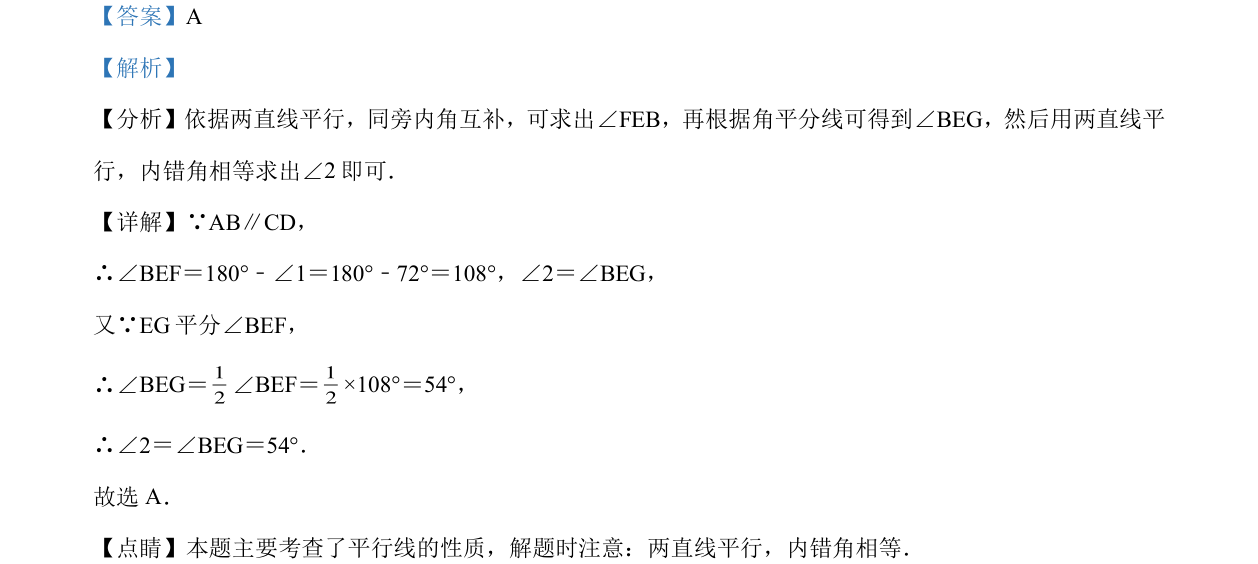 【答案】A
【解析】
【分析】依据两直线平行，同旁内角互补，可求出∠FEB，再根据角平分线可得到∠BEG，然后用两直线平
行，内错角相等求出∠2即可．
【详解】∵AB∥CD，
∴∠BEF＝180°﹣∠1＝180°﹣72°＝108°，∠2＝∠BEG，
又∵EG平分∠BEF，
∴∠BEG＝1/2∠BEF＝1/2×108°＝54°，
∴∠2＝∠BEG＝54°．
故选A．
【点睛】本题主要考查了平行线的性质，解题时注意：两直线平行，内错角相等．